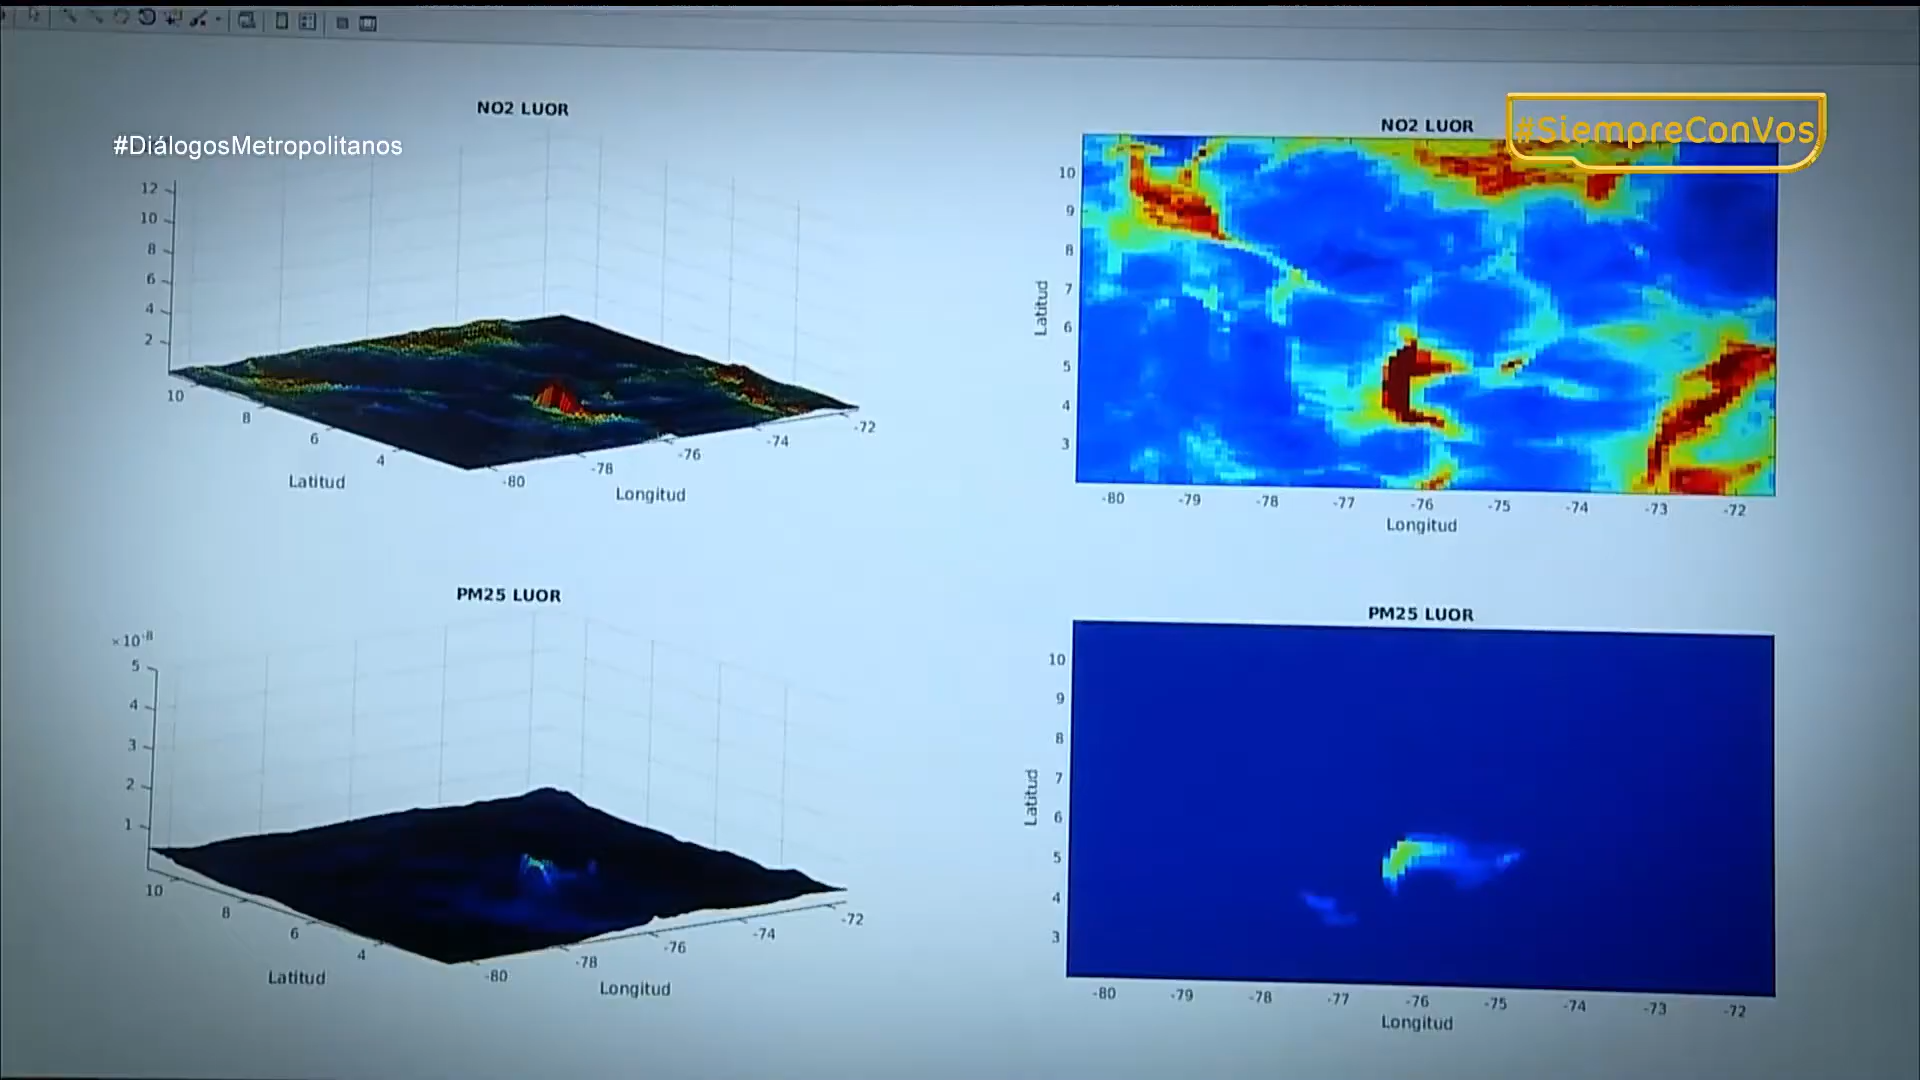 #DiálogosMetropolitanos
#SiempreConVos
NO2 LUOR
12
10
8
6
4
2
10
8
6
4
-80
-78
-76
-74
-72
Latitud
Longitud
NO2 LUOR
10
9
8
7
6
5
4
3
Latitud
-80 -79 -78 -77 -76 -75 -74 -73 -72
Longitud
PM25 LUOR
×10⁻⁸
5
4
3
2
1
10
8
6
4
-80
-78
-76
-74
-72
Latitud
Longitud
PM25 LUOR
10
9
8
7
6
5
4
3
Latitud
-80 -79 -78 -77 -76 -75 -74 -73 -72
Longitud